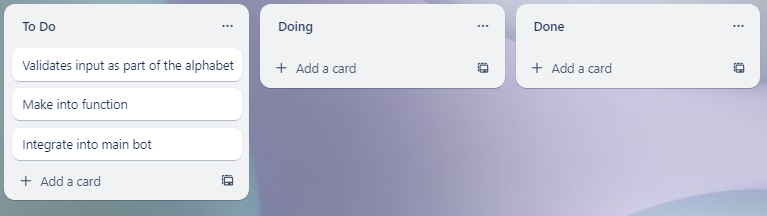 To Do
Validates input as part of the alphabet
Make into function
Integrate into main bot
+ Add a card
Doing
+ Add a card
Done
+ Add a card